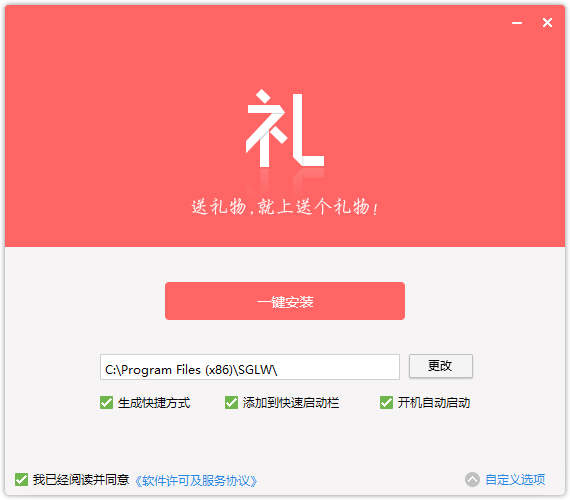 礼
送礼物,就上送个礼物!
一键安装
C:\Program Files (x86)\SGLW\
更改
生成快捷方式 添加到快速启动栏 开机自动启动
我已经阅读并同意《软件许可及服务协议》 自定义选项